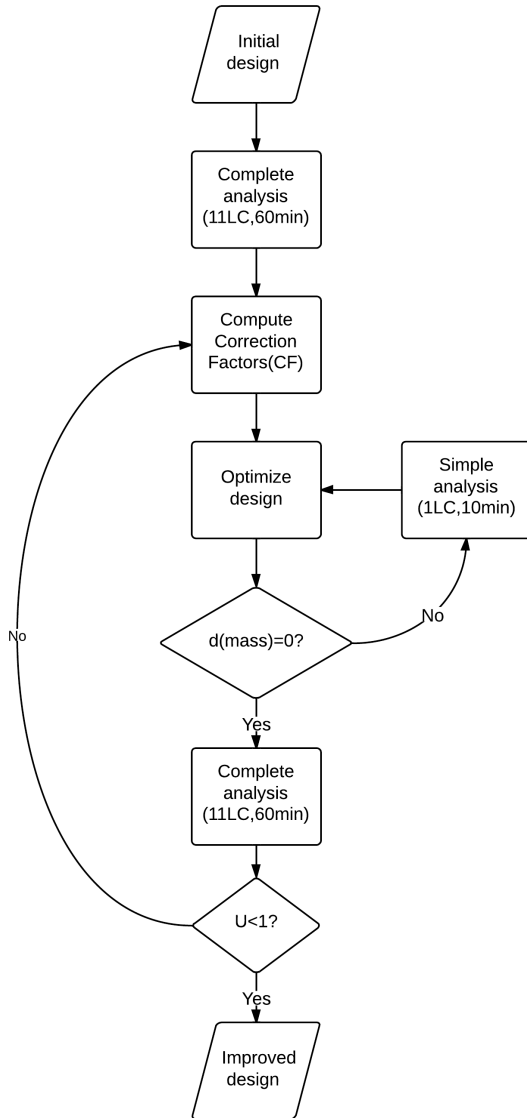 Initial
design
Complete
analysis
(11LC,60min)
Compute
Correction
Factors(CF)
Optimize
design
Simple
analysis
(1LC,10min)
d(mass)=0?
No
No
Yes
Complete
analysis
(11LC,60min)
U<1?
Yes
Improved
design